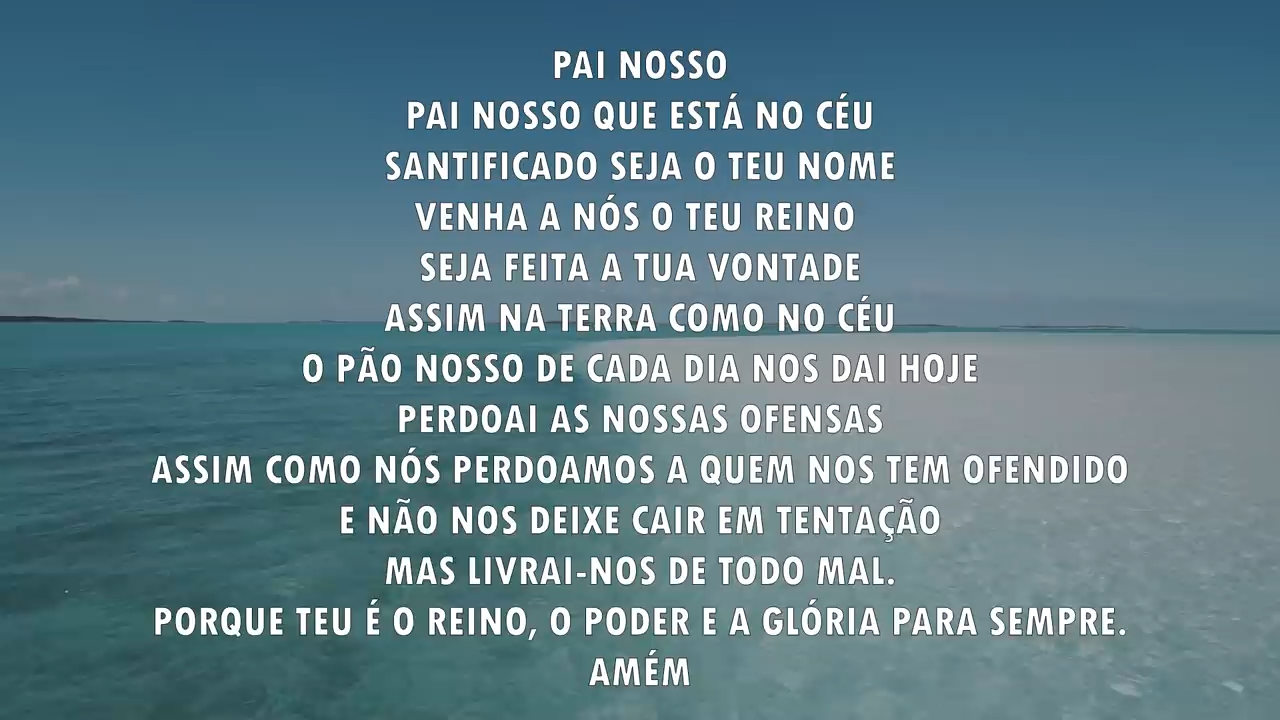 PAI NOSSO
PAI NOSSO QUE ESTÁ NO CÉU
SANTIFICADO SEJA O TEU NOME
VENHA A NÓS O TEU REINO
SEJA FEITA A TUA VONTADE
ASSIM NA TERRA COMO NO CÉU
O PÃO NOSSO DE CADA DIA NOS DAI HOJE
PERDOAI AS NOSSAS OFENSAS
ASSIM COMO NÓS PERDOAMOS A QUEM NOS TEM OFENDIDO
E NÃO NOS DEIXE CAIR EM TENTAÇÃO
MAS LIVRAI-NOS DE TODO MAL.
PORQUE TEU É O REINO, O PODER E A GLÓRIA PARA SEMPRE.
AMÉM